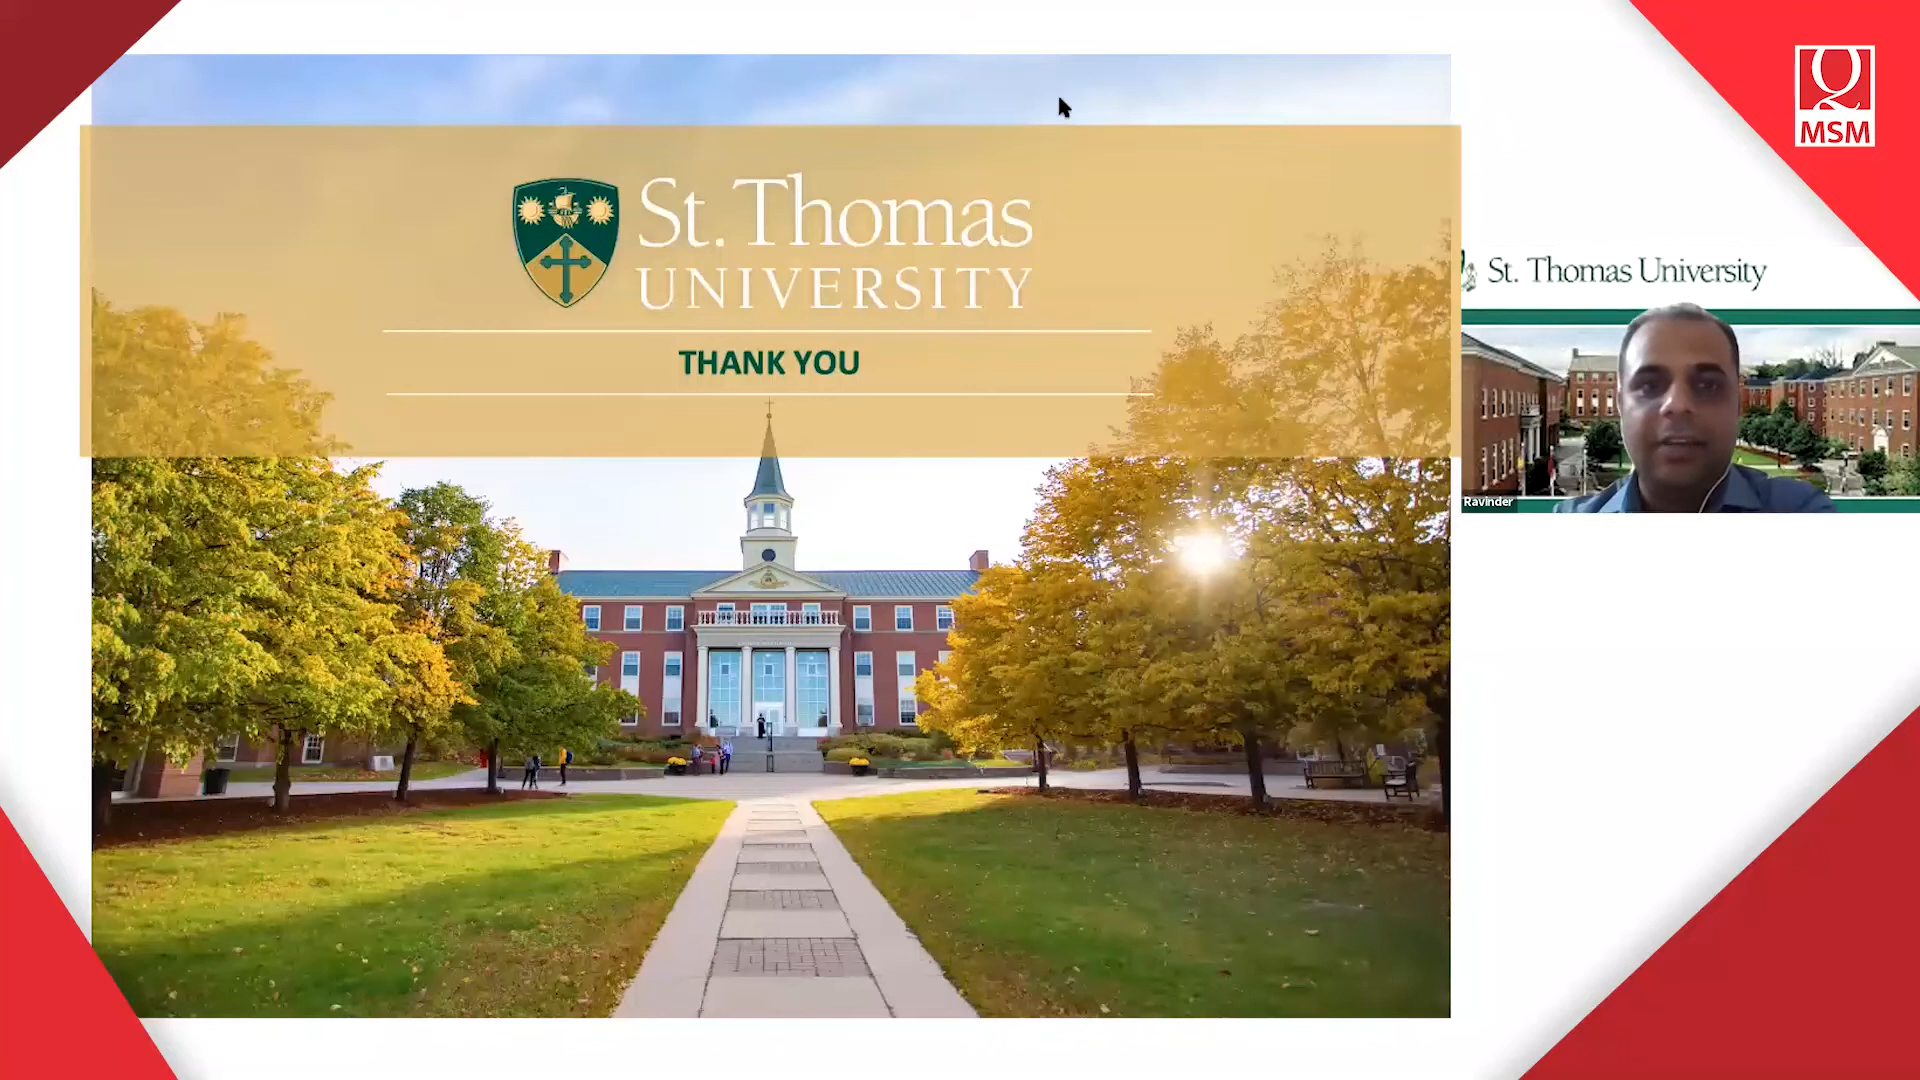 St. Thomas
UNIVERSITY
THANK YOU
MSM
St. Thomas University
Ravinder